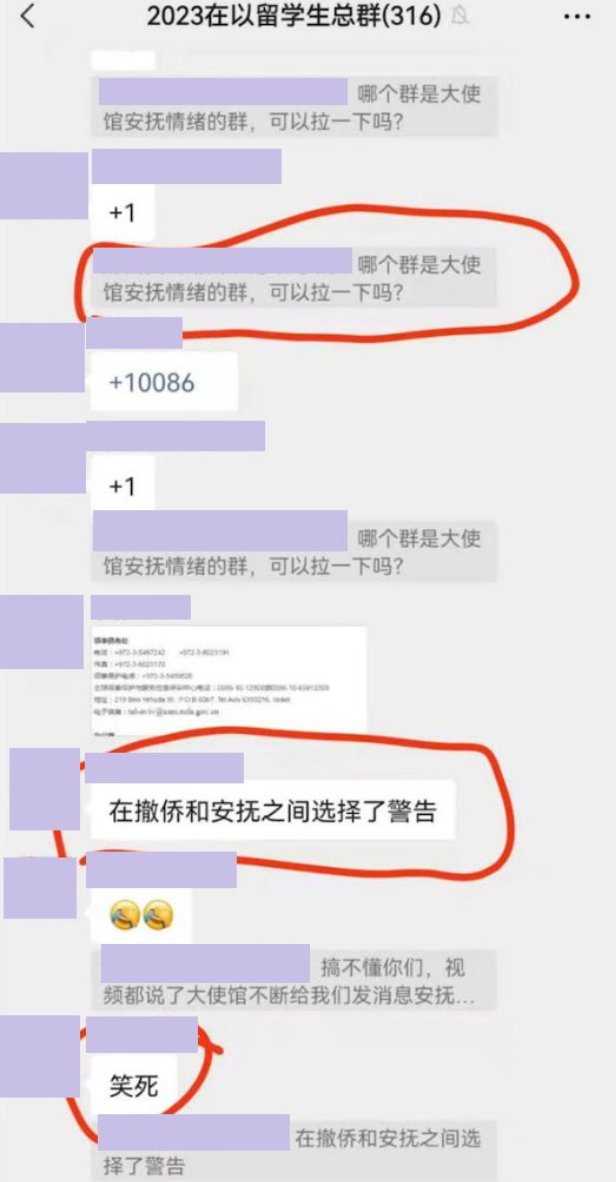 2023在以留学生总群(316)
哪个群是大使
馆安抚情绪的群，可以拉一下吗？
+1
哪个群是大使
馆安抚情绪的群，可以拉一下吗？
+10086
+1
哪个群是大使
馆安抚情绪的群，可以拉一下吗？
在撤侨和安抚之间选择了警告
搞不懂你们，视
频都说了大使馆不断给我们发消息安抚...
笑死
在撤侨和安抚之间选
择了警告